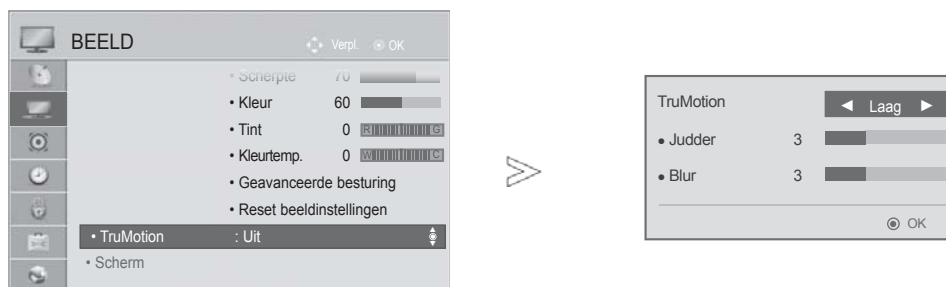 BEELD
Verpl. OK
• Scherpte 70
• Kleur 60
• Tint 0 R G
• Kleurtemp. 0 W C
• Geavanceerde besturing
• Reset beeldinstellingen
• TruMotion : Uit
• Scherm
TruMotion ◄ Laag ►
• Judder 3
• Blur 3
OK